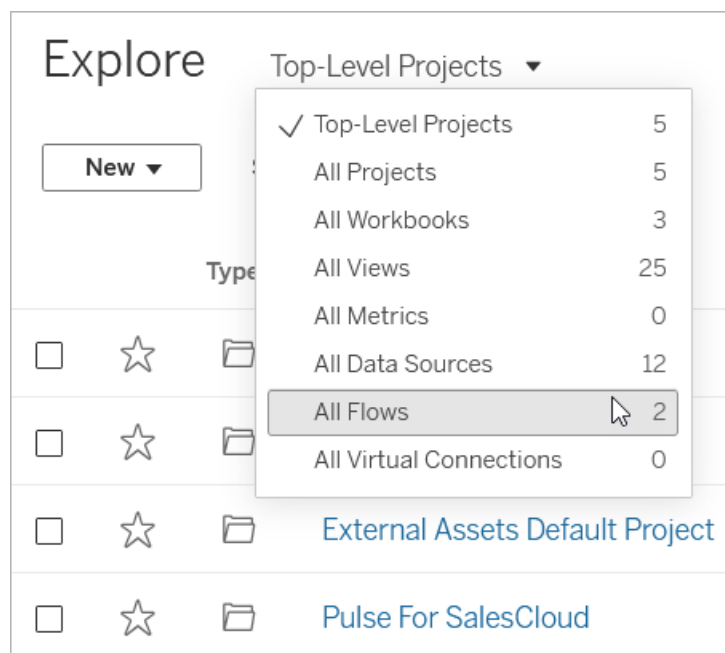 Explore
Top-Level Projects
Top-Level Projects 5
New
All Projects 5
All Workbooks 3
Type
All Views 25
All Metrics 0
All Data Sources 12
All Flows 2
All Virtual Connections 0
External Assets Default Project
Pulse For SalesCloud